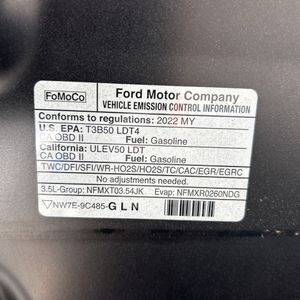 FoMoCo
Ford Motor Company
VEHICLE EMISSION CONTROL INFORMATION
Conforms to regulations: 2022 MY
U.S. EPA: T3B50 LDT4
CA OBD II Fuel: Gasoline
California: ULEV50 LDT
CA OBD II Fuel: Gasoline
TWC/DFI/SFI/WR-HO2S/HO2S/TC/CAC/EGR/EGRC
No adjustments needed.
3.5L-Group: NFMXT03.54JK Evap: NFMXR0260NDG
NW7E-9C485-GLN